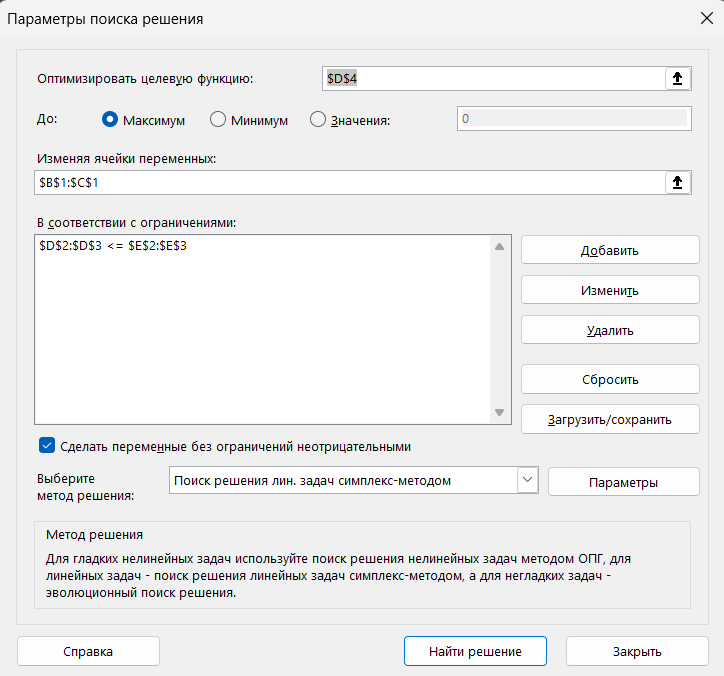 Параметры поиска решения
Оптимизировать целевую функцию:
$D$4
До:
Максимум
Минимум
Значения:
0
Изменяя ячейки переменных:
$B$1:$C$1
В соответствии с ограничениями:
$D$2:$D$3 <= $E$2:$E$3
Добавить
Изменить
Удалить
Сбросить
Загрузить/сохранить
Сделать переменные без ограничений неотрицательными
Выберите
метод решения:
Поиск решения лин. задач симплекс-методом
Параметры
Метод решения
Для гладких нелинейных задач используйте поиск решения нелинейных задач методом ОПГ, для
линейных задач - поиск решения линейных задач симплекс-методом, а для негладких задач -
эволюционный поиск решения.
Справка
Найти решение
Закрыть